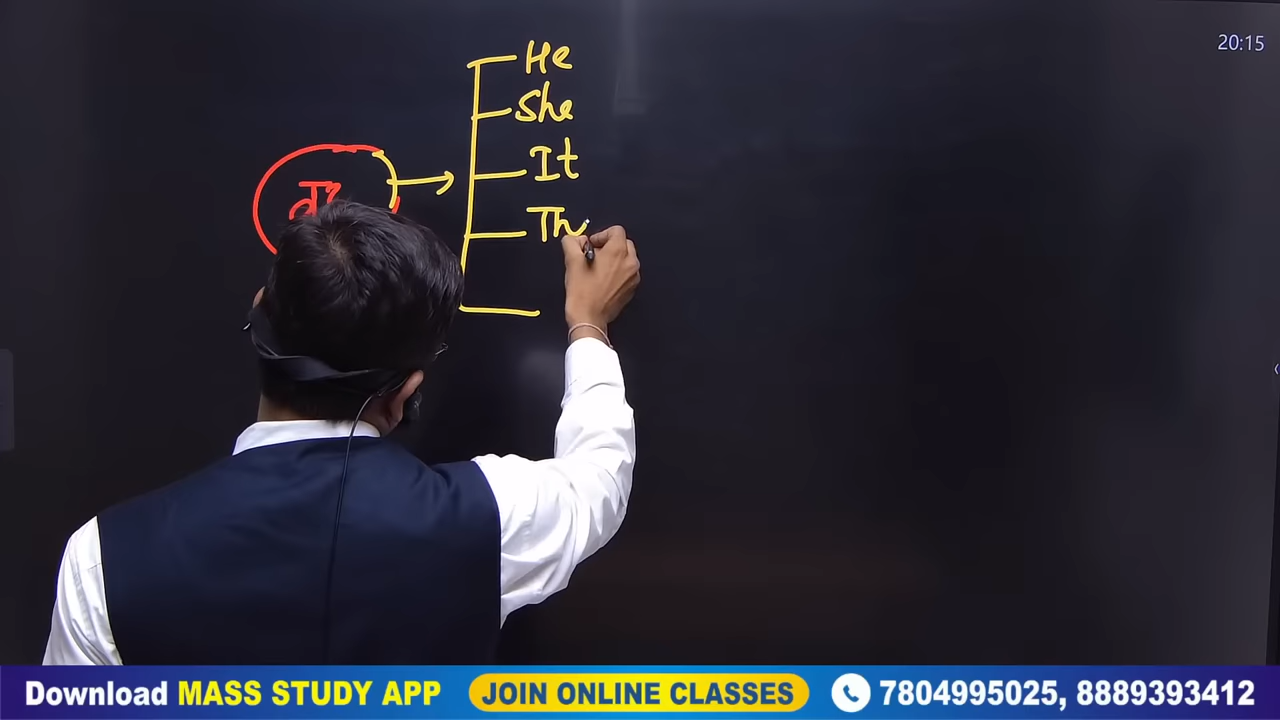 20:15
He
She
It
Th
Download MASS STUDY APP JOIN ONLINE CLASSES 7804995025, 8889393412